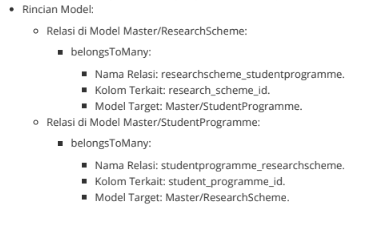 Rincian Model:
Relasi di Model Master/ResearchScheme:
belongsToMany:
Nama Relasi: researchscheme_studentprogramme.
Kolom Terkait: research_scheme_id.
Model Target: Master/StudentProgramme.
Relasi di Model Master/StudentProgramme:
belongsToMany:
Nama Relasi: studentprogramme_researchscheme.
Kolom Terkait: student_programme_id.
Model Target: Master/ResearchScheme.